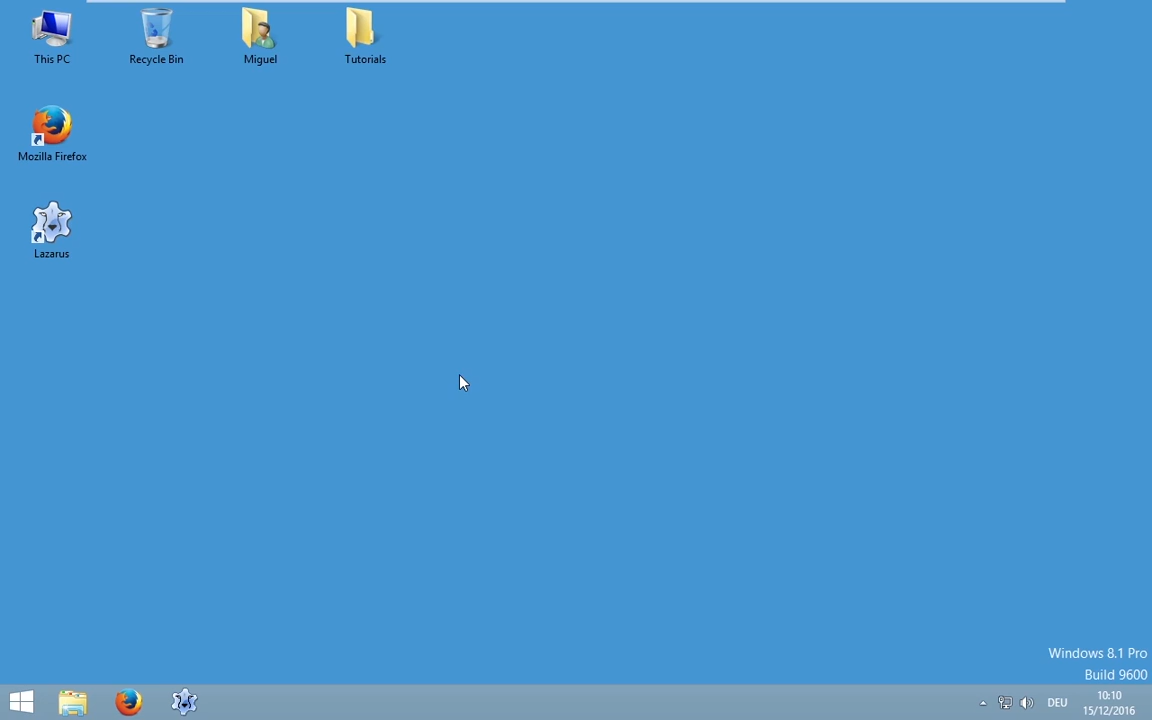 This PC
Recycle Bin
Miguel
Tutorials
Mozilla Firefox
Lazarus
Windows 8.1 Pro
Build 9600
DEU
10:10
15/12/2016